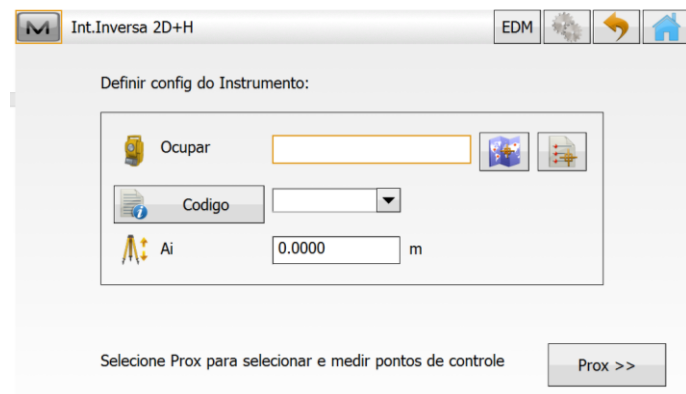 Int.Inversa 2D+H EDM
Definir config do Instrumento:
Ocupar
Codigo
Ai 0.0000 m
Selecione Prox para selecionar e medir pontos de controle Prox >>